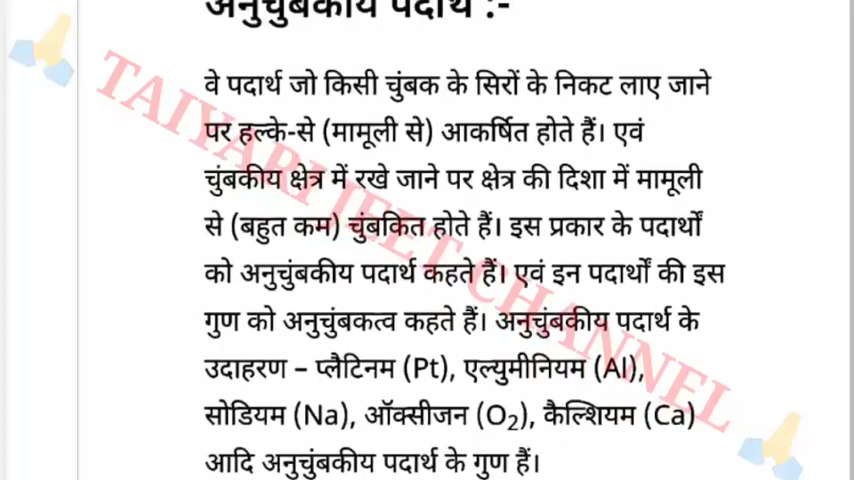 अनुचुंबकीय पदार्थ :-
वे पदार्थ जो किसी चुंबक के सिरों के निकट लाए जाने
पर हल्के-से (मामूली से) आकर्षित होते हैं। एवं
चुंबकीय क्षेत्र में रखे जाने पर क्षेत्र की दिशा में मामूली
से (बहुत कम) चुंबकित होते हैं। इस प्रकार के पदार्थों
को अनुचुंबकीय पदार्थ कहते हैं। एवं इन पदार्थों की इस
गुण को अनुचुंबकत्व कहते हैं। अनुचुंबकीय पदार्थ के
उदाहरण – प्लैटिनम (Pt), एल्युमीनियम (Al),
सोडियम (Na), ऑक्सीजन (O₂), कैल्शियम (Ca)
आदि अनुचुंबकीय पदार्थ के गुण हैं।
TAIYARI JEET CHANNEL